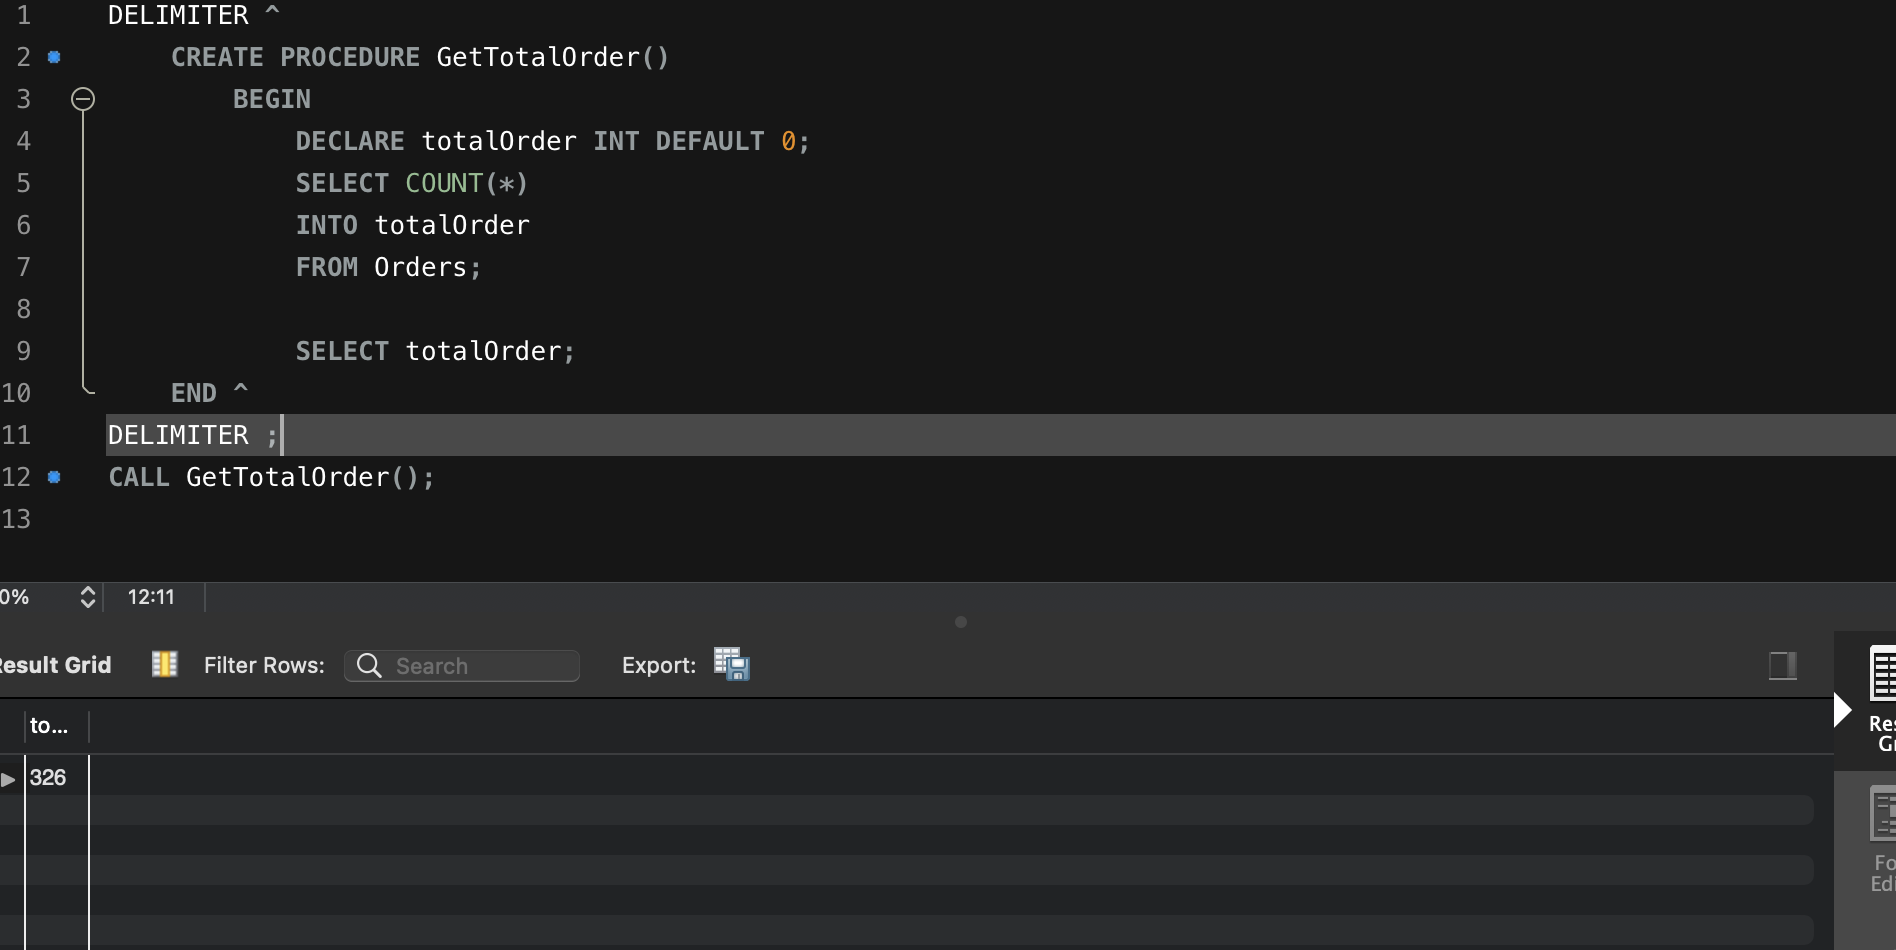 1 DELIMITER ^
2 CREATE PROCEDURE GetTotalOrder()
3 BEGIN
4 DECLARE totalOrder INT DEFAULT 0;
5 SELECT COUNT(*)
6 INTO totalOrder
7 FROM Orders;
8
9 SELECT totalOrder;
10 END ^
11 DELIMITER ;
12 CALL GetTotalOrder();
13
0% 12:11
Result Grid Filter Rows: Search Export:
to...
326
Res
Gr
Fo
Edi